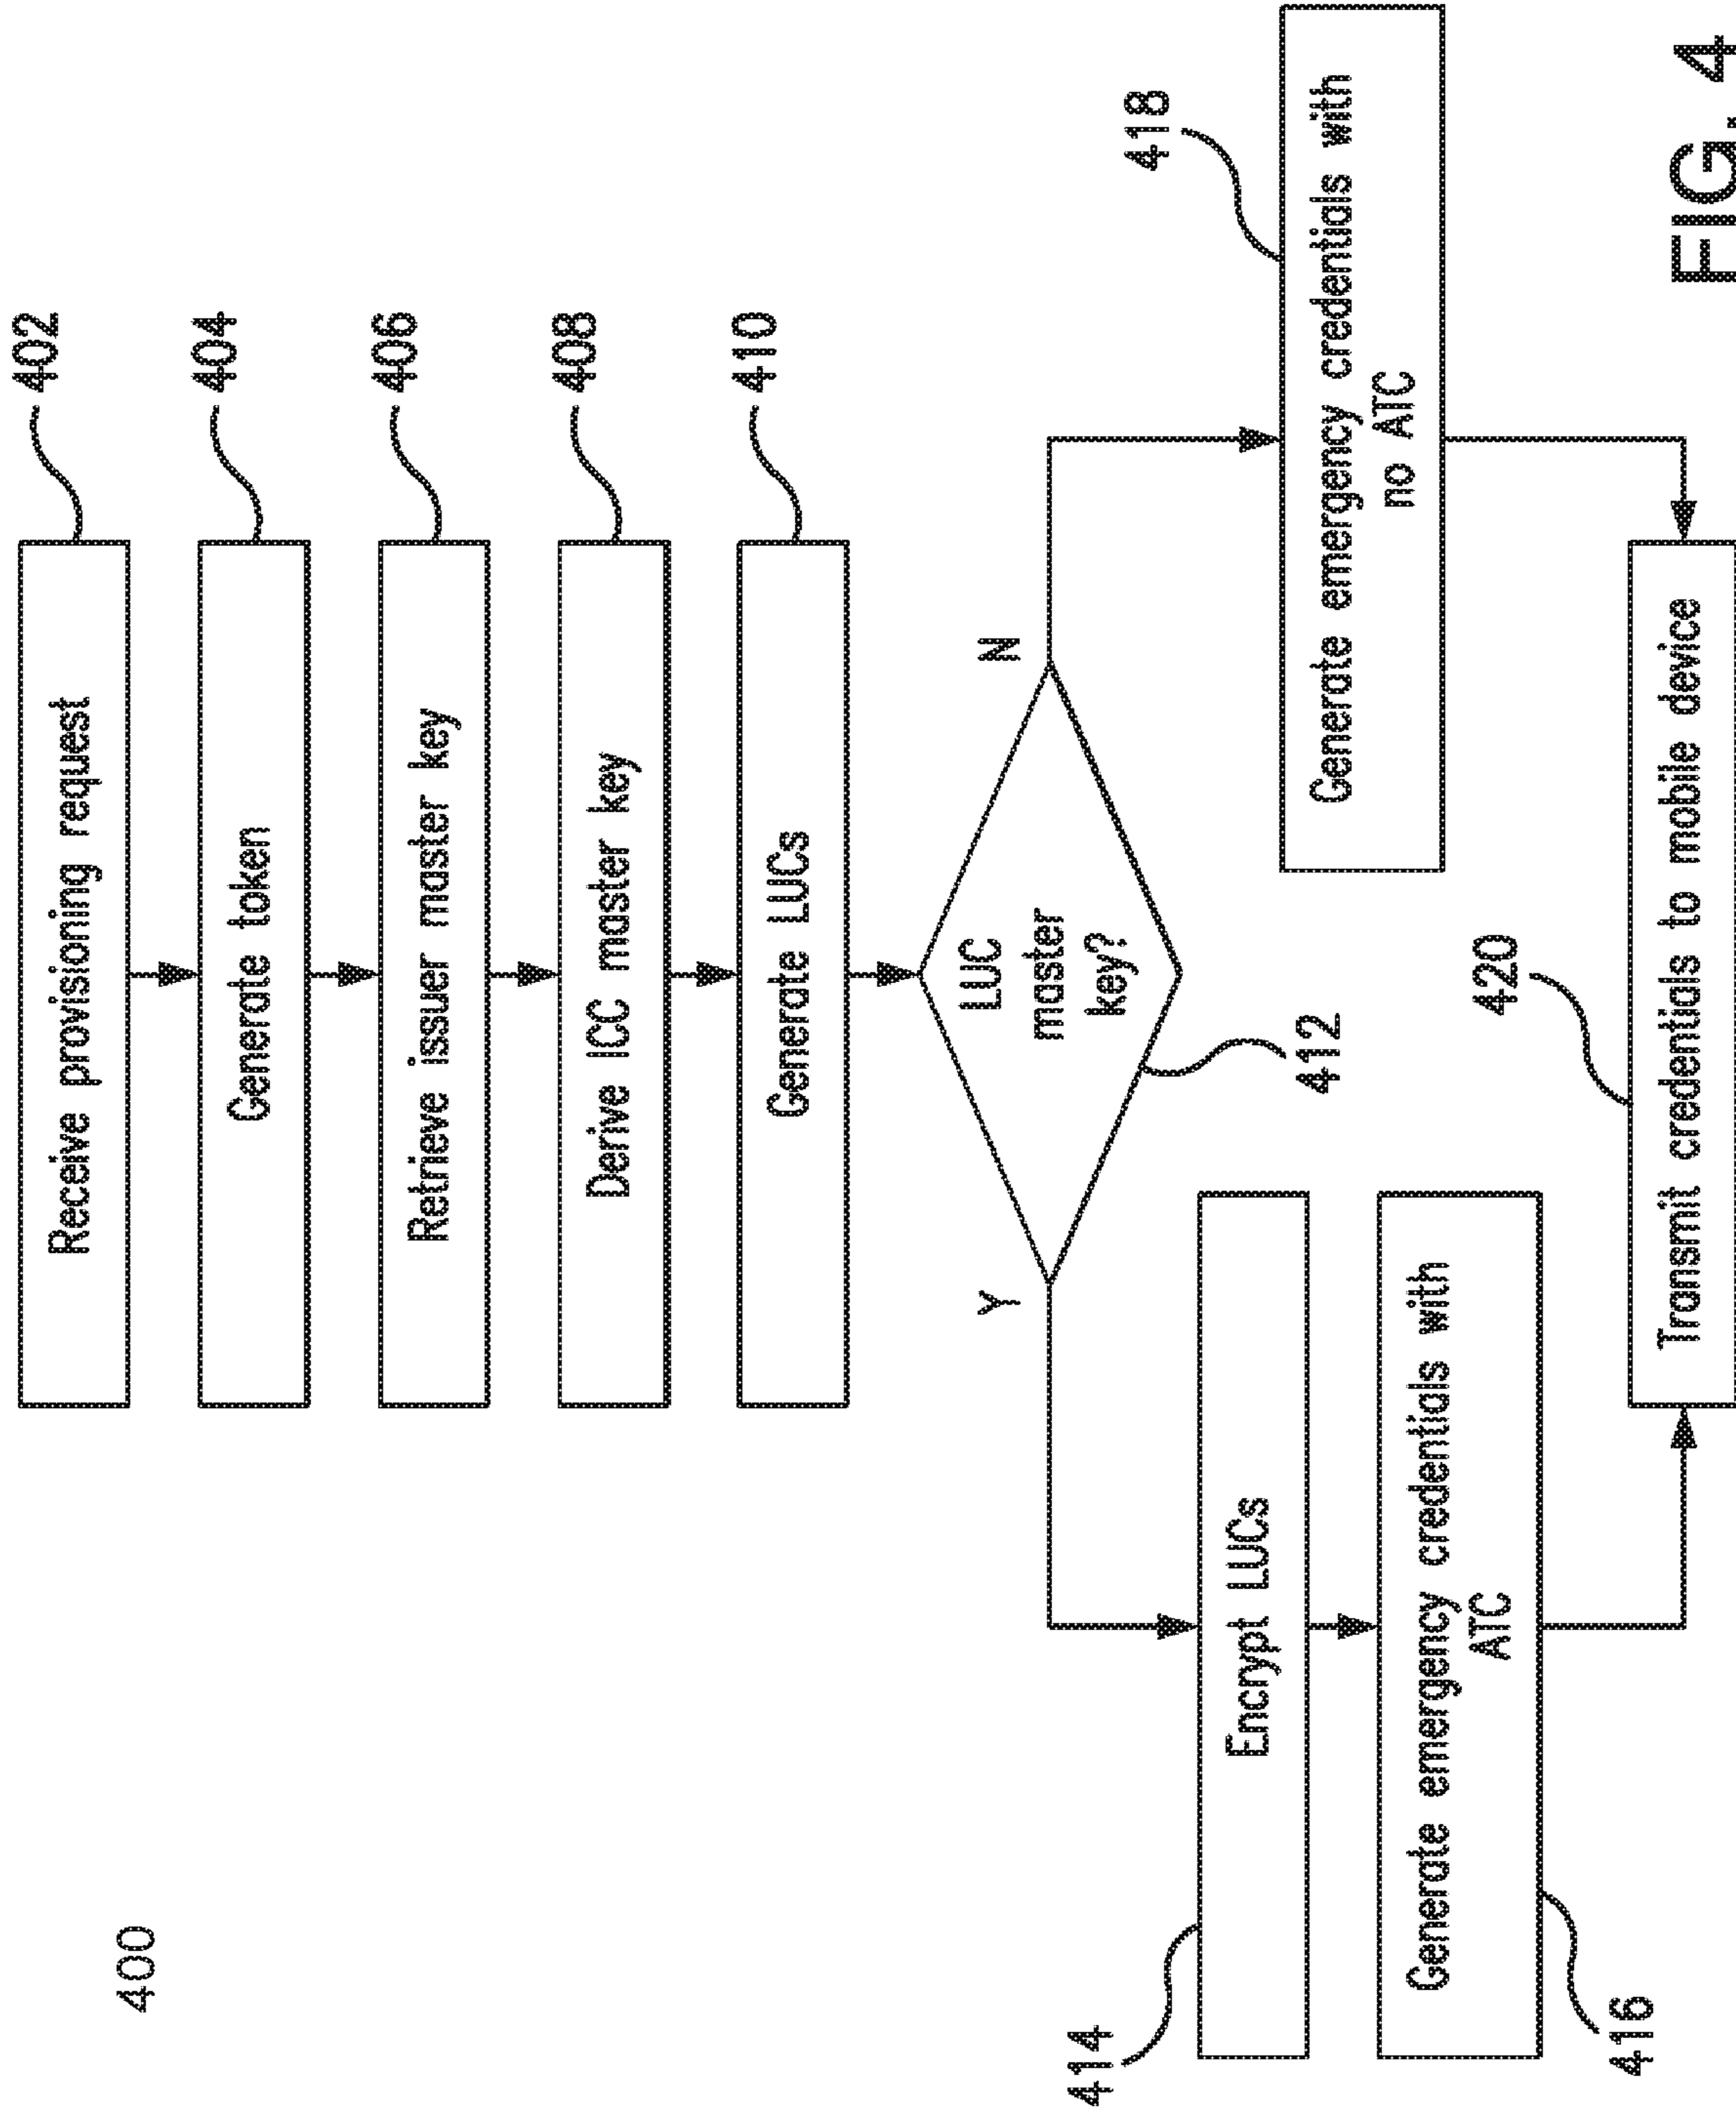 400
Receive provisioning request
402
Generate token
404
Retrieve issuer master key
406
Derive ICC master key
408
Generate LUCs
410
LUC
master
key?
412
Y
N
Encrypt LUCs
414
Generate emergency credentials with
ATC
416
Generate emergency credentials with
no ATC
418
Transmit credentials to mobile device
420
FIG. 4